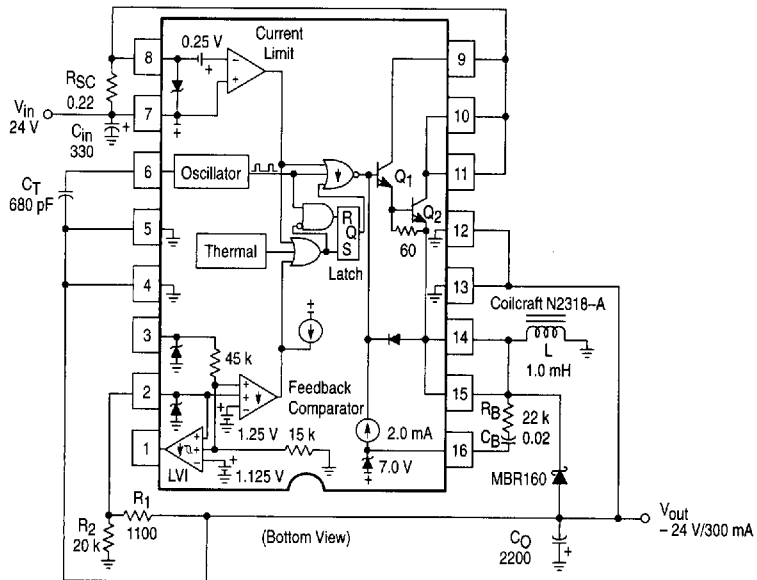 8
0.25 V
+
Current
Limit
9
RSC
0.22
Vin
24 V
Cin
330
+
7
10
11
CT
680 pF
6
Oscillator
Q1
Q2
60
12
5
Thermal
R
Q
S
Latch
4
13
Coilcraft N2318–A
L
1.0 mH
3
45 k
14
2
Feedback
Comparator
1.25 V
15
RB
22 k
CB
0.02
1
LVI
15 k
1.125 V
2.0 mA
7.0 V
16
MBR160
R1
1100
R2
20 k
(Bottom View)
CO
2200
+
Vout
– 24 V/300 mA